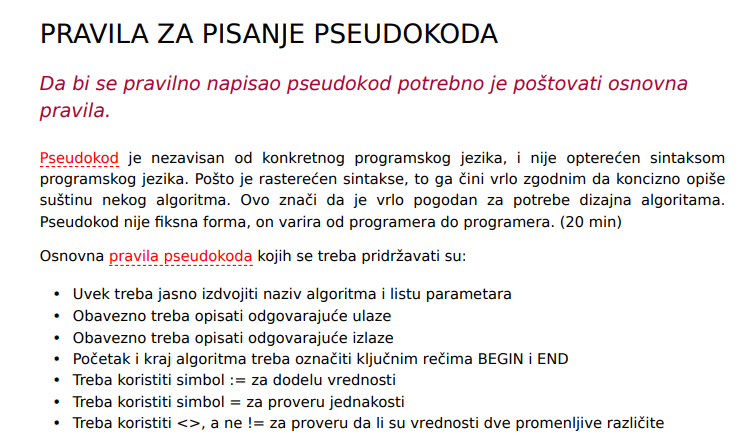 PRAVILA ZA PISANJE PSEUDOKODA
Da bi se pravilno napisao pseudokod potrebno je poštovati osnovna
pravila.
Pseudokod je nezavisan od konkretnog programskog jezika, i nije opterećen sintaksom
programskog jezika. Pošto je rasterećen sintakse, to ga čini vrlo zgodnim da koncizno opiše
suštinu nekog algoritma. Ovo znači da je vrlo pogodan za potrebe dizajna algoritama.
Pseudokod nije fiksna forma, on varira od programera do programera. (20 min)
Osnovna pravila pseudokoda kojih se treba pridržavati su:
• Uvek treba jasno izdvojiti naziv algoritma i listu parametara
• Obavezno treba opisati odgovarajuće ulaze
• Obavezno treba opisati odgovarajuće izlaze
• Početak i kraj algoritma treba označiti ključnim rečima BEGIN i END
• Treba koristiti simbol := za dodelu vrednosti
• Treba koristiti simbol = za proveru jednakosti
• Treba koristiti <>, a ne != za proveru da li su vrednosti dve promenljive različite